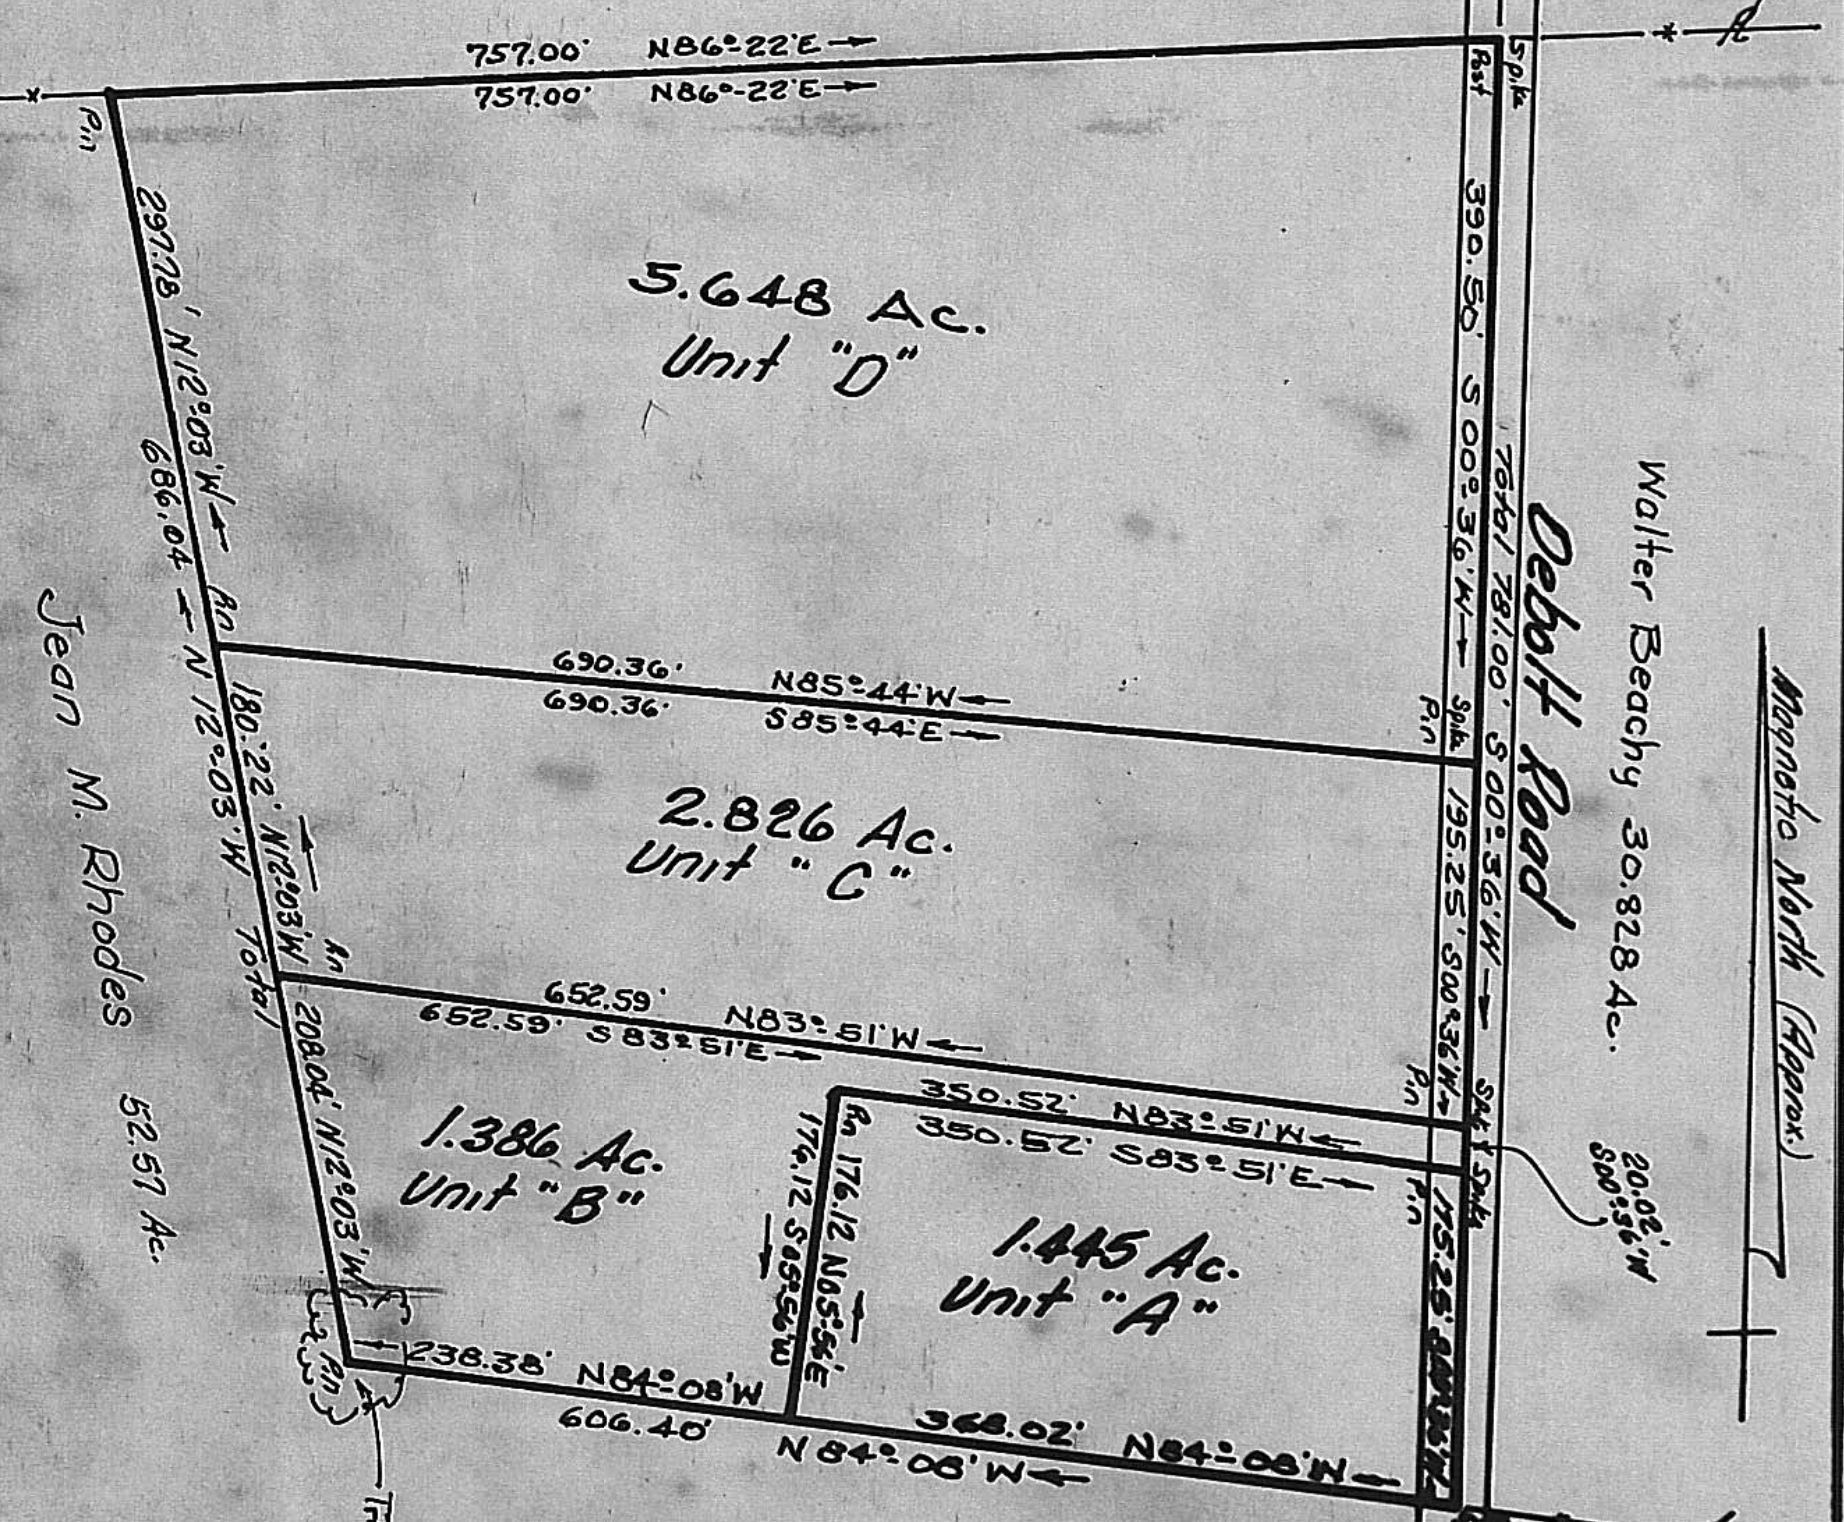 757.00' N86°-22'E →
757.00' N86°-22'E →
Spike
Post
Pin
5.648 Ac.
Unit "D"
390.50' S00°-36'W →
Total 781.00' S00°-36'W →
Debolt Road
Walter Beachy 30.828 Ac.
Magnetic North (Approx.)
297.78' N12°-03'W ←
686.04 ← N 12°-03'W Total
Jean M. Rhodes 52.57 Ac.
Pin
690.36' N85°-44'W ←
690.36' S85°-44'E →
Spike
Pin
2.826 Ac.
Unit "C"
180.22' N12°-03'W ←
195.25' S00°-36'W →
Pin
652.59' N83°-51'W ←
652.59' S83°-51'E →
Spike
Pin
20.02'
S00°-36'W
350.52' N83°-51'W ←
350.52' S83°-51'E →
Spike
Pin
Pin
1.386 Ac.
Unit "B"
208.04' N12°-03'W
176.12 N05°-56'E ←
174.12 S05°-56'W →
1.445 Ac.
Unit "A"
175.25' S00°-36'W
Pin
← 238.38' N84°-08'W
368.02' N84°-08'W ←
606.40' N84°-08'W ←